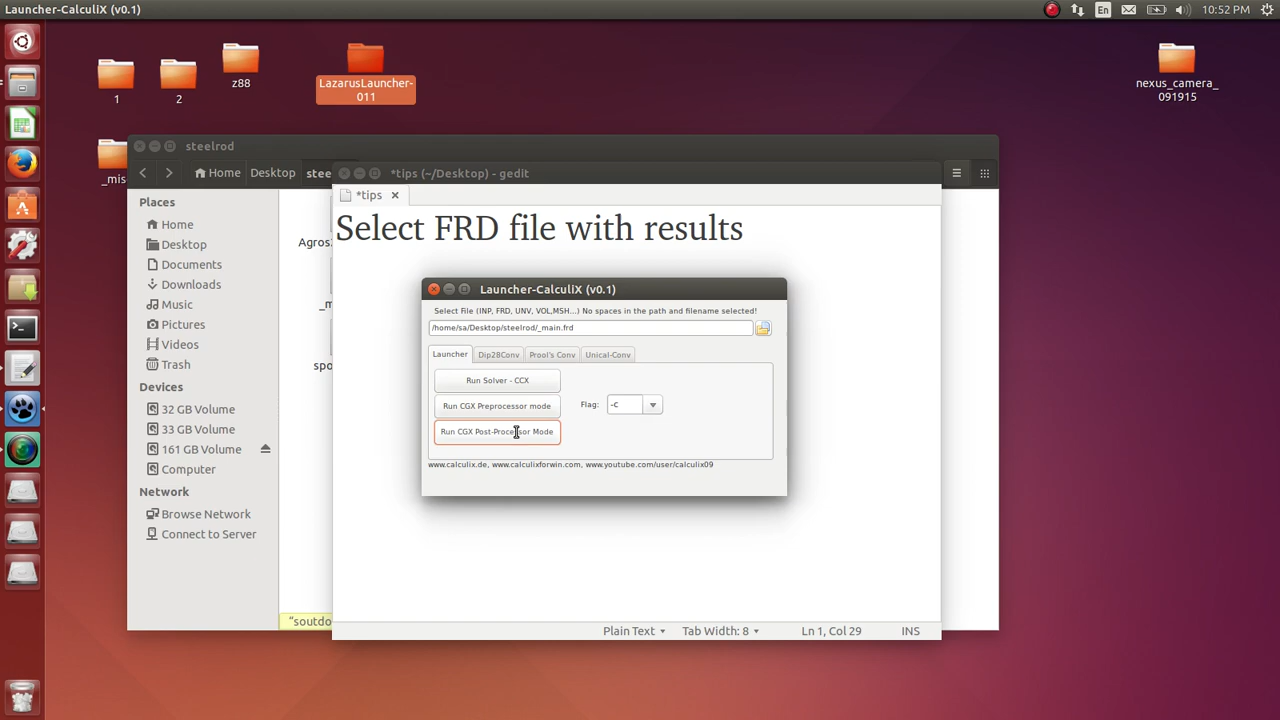 Launcher-CalculiX (v0.1)
En
10:52 PM
1
2
z88
LazarusLauncher-
011
nexus_camera_
091915
steelrod
Home
Desktop
stee
*tips (~/Desktop) - gedit
*tips
Places
Home
Desktop
Documents
Downloads
Music
Pictures
Videos
Trash
Devices
32 GB Volume
33 GB Volume
161 GB Volume
Computer
Network
Browse Network
Connect to Server
_mis
Agros2
_m
spo
"soutdo
Select FRD file with results
Launcher-CalculiX (v0.1)
Select File (INP, FRD, UNV, VOL,MSH...) No spaces in the path and filename selected!
/home/sa/Desktop/steelrod/_main.frd
Launcher
Dip28Conv
Prool's Conv
Unical-Conv
Run Solver - CCX
Run CGX Preprocessor mode
Flag:
-c
Run CGX Post-Processor Mode
www.calculix.de, www.calculixforwin.com, www.youtube.com/user/calculix09
Plain Text
Tab Width: 8
Ln 1, Col 29
INS